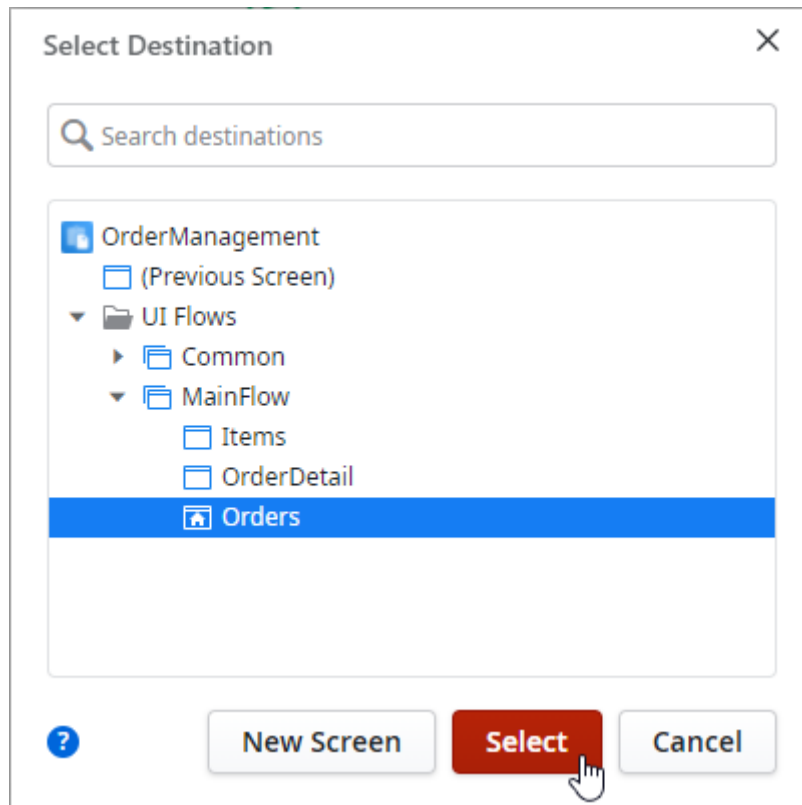 Select Destination
Search destinations
OrderManagement
(Previous Screen)
UI Flows
Common
MainFlow
Items
OrderDetail
Orders
? New Screen Select Cancel